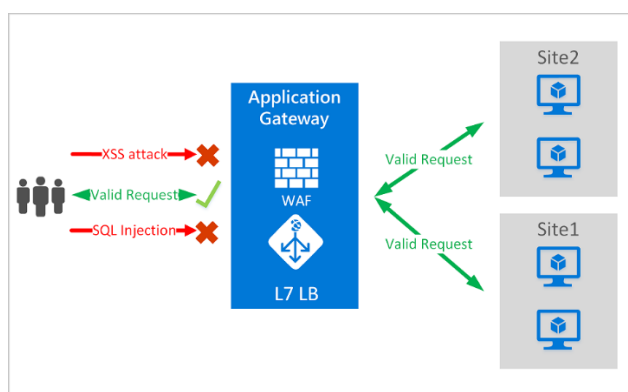 XSS attack
Valid Request
SQL Injection
Application
Gateway
WAF
L7 LB
Valid Request
Valid Request
Site2
Site1